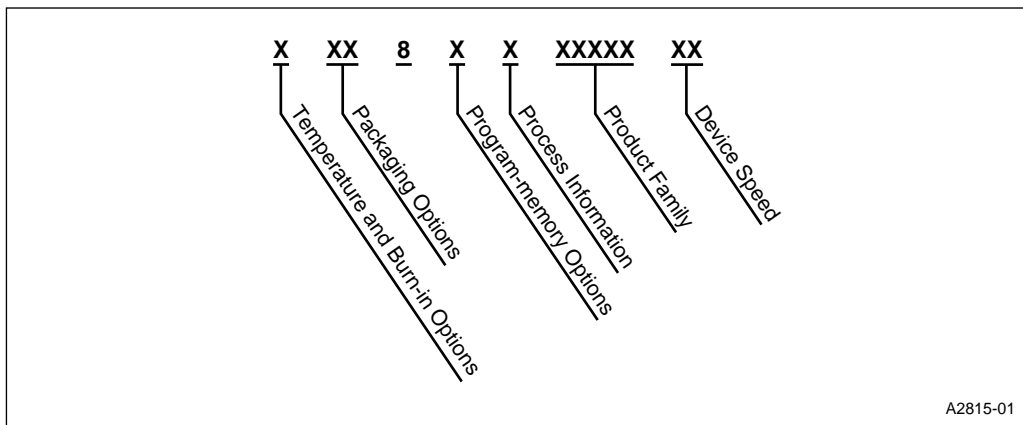 X XX 8 X X XXXXX XX
Temperature and Burn-in Options
Packaging Options
Program-memory Options
Process Information
Product Family
Device Speed
A2815-01